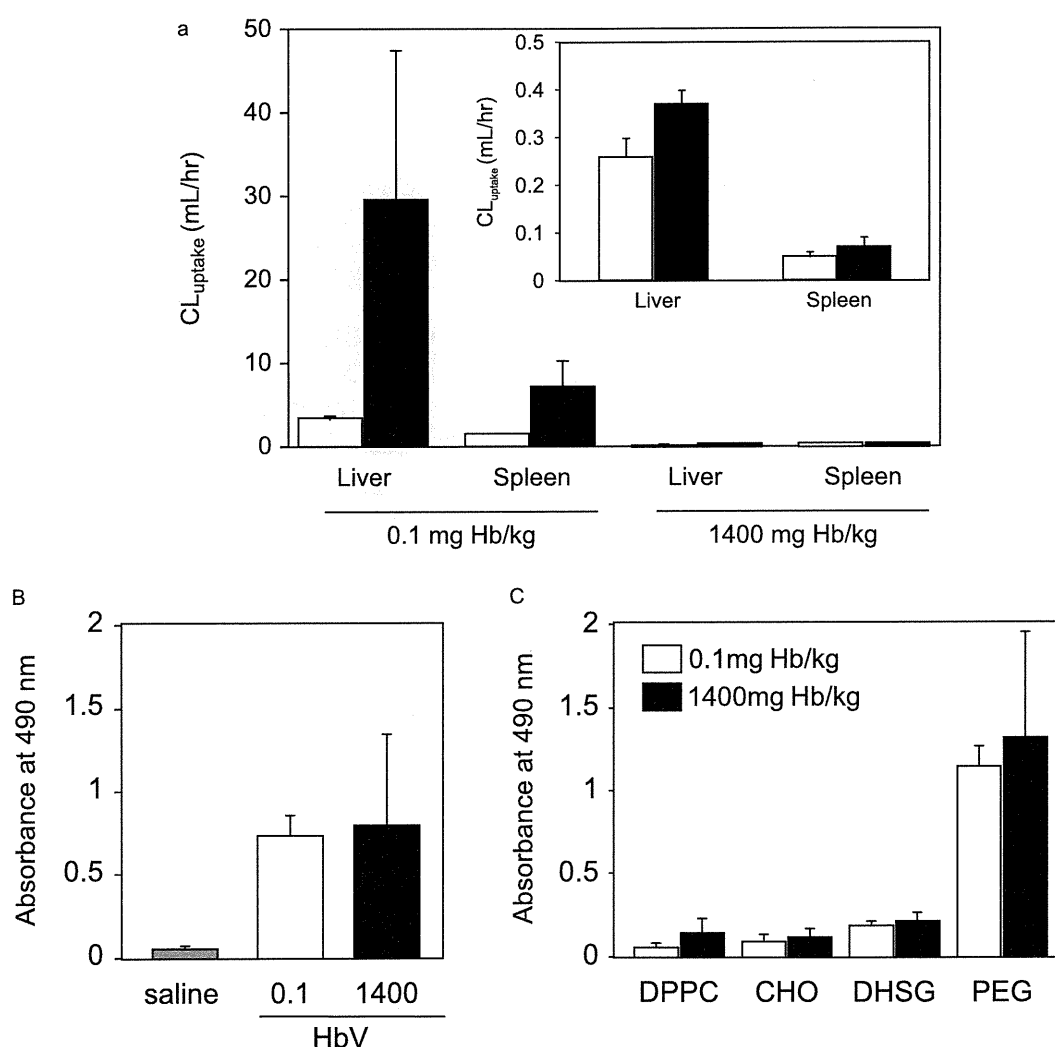 a
50
40
30
20
10
0
CLuptake (mL/hr)
0.5
0.4
0.3
0.2
0.1
0
CLuptake (mL/hr)
Liver
Spleen
Liver
Spleen
Liver
Spleen
0.1 mg Hb/kg
1400 mg Hb/kg
B
2
1.5
1
0.5
0
Absorbance at 490 nm
saline
0.1
1400
HbV
C
2
1.5
1
0.5
0
Absorbance at 490 nm
0.1mg Hb/kg
1400mg Hb/kg
DPPC
CHO
DHSG
PEG